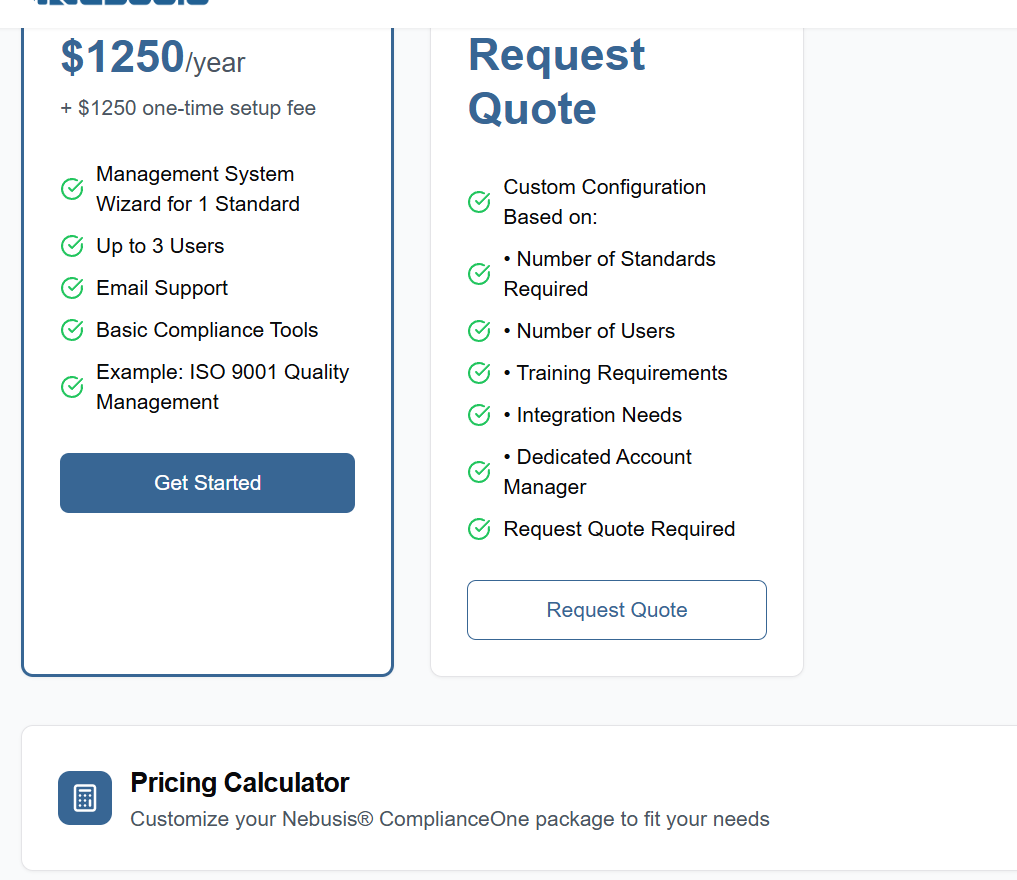 Nebusis
$1250/year
+ $1250 one-time setup fee
Management System
Wizard for 1 Standard
Up to 3 Users
Email Support
Basic Compliance Tools
Example: ISO 9001 Quality
Management
Get Started
Request
Quote
Custom Configuration
Based on:
• Number of Standards
Required
• Number of Users
• Training Requirements
• Integration Needs
• Dedicated Account
Manager
Request Quote Required
Request Quote
Pricing Calculator
Customize your Nebusis® ComplianceOne package to fit your needs